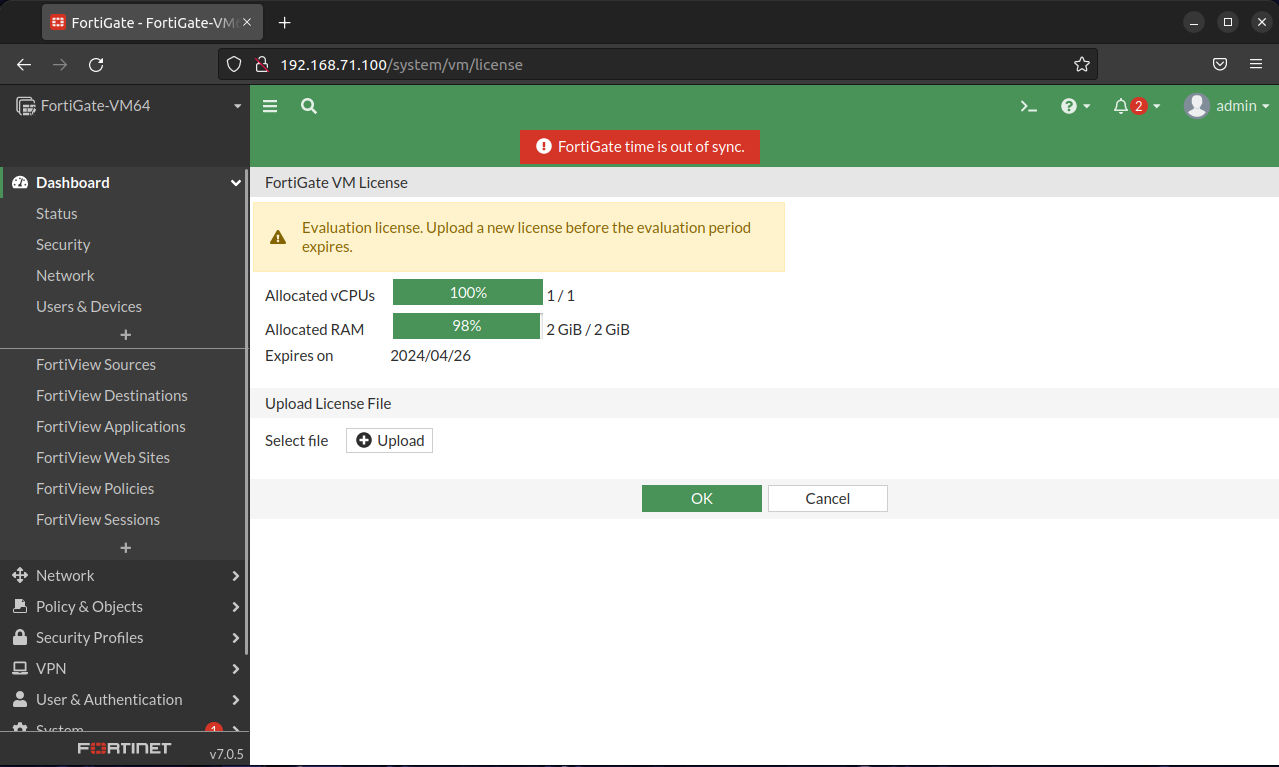 FortiGate - FortiGate-VM6
192.168.71.100/system/vm/license
FortiGate-VM64
2
admin
FortiGate time is out of sync.
Dashboard
Status
Security
Network
Users & Devices
FortiView Sources
FortiView Destinations
FortiView Applications
FortiView Web Sites
FortiView Policies
FortiView Sessions
Network
Policy & Objects
Security Profiles
VPN
User & Authentication
System
1
FORTINET
v7.0.5
FortiGate VM License
Evaluation license. Upload a new license before the evaluation period
expires.
Allocated vCPUs 100% 1 / 1
Allocated RAM 98% 2 GiB / 2 GiB
Expires on 2024/04/26
Upload License File
Select file Upload
OK Cancel